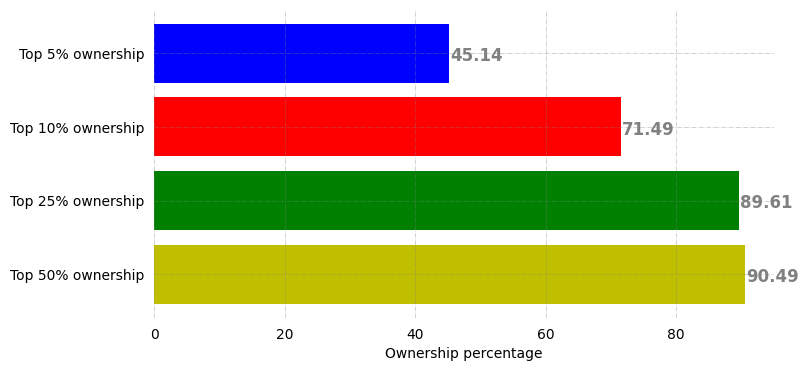 Top 5% ownership
45.14
Top 10% ownership
71.49
Top 25% ownership
89.61
Top 50% ownership
90.49
0 20 40 60 80
Ownership percentage